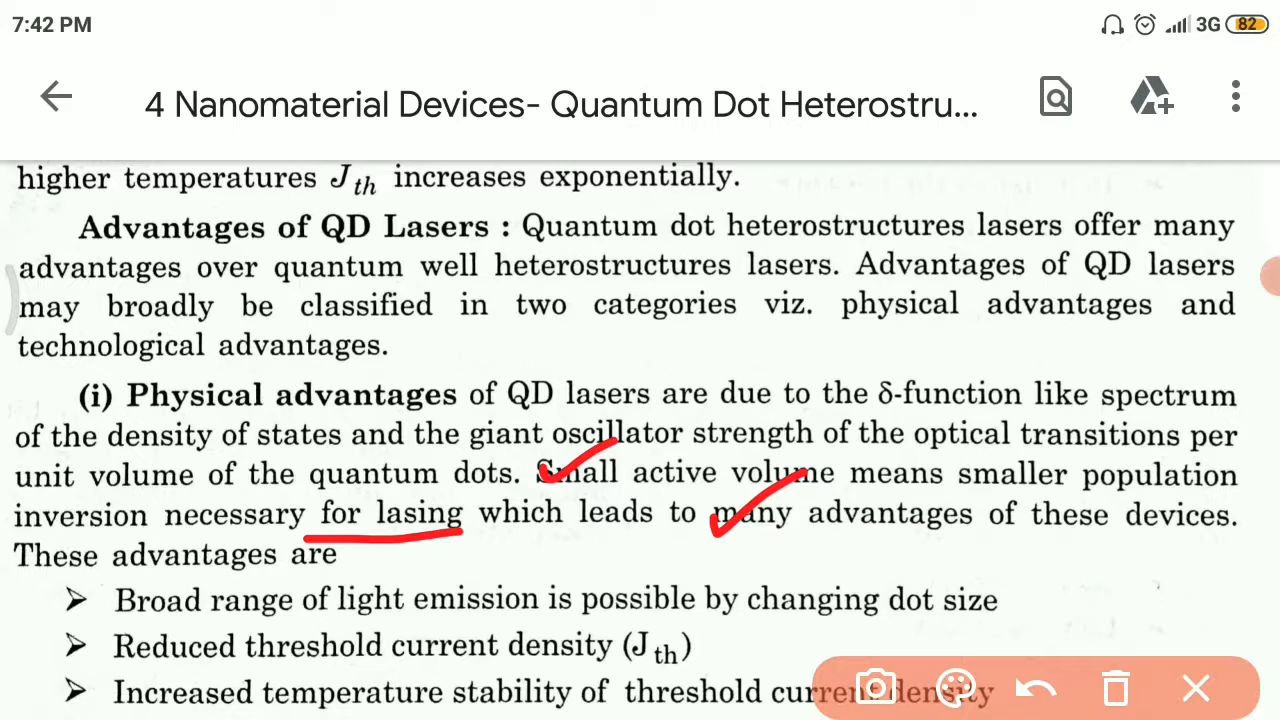 7:42 PM 3G 82
4 Nanomaterial Devices- Quantum Dot Heterostru...
higher temperatures J th increases exponentially.
Advantages of QD Lasers : Quantum dot heterostructures lasers offer many
advantages over quantum well heterostructures lasers. Advantages of QD lasers
may broadly be classified in two categories viz. physical advantages and
technological advantages.
(i) Physical advantages of QD lasers are due to the δ-function like spectrum
of the density of states and the giant oscillator strength of the optical transitions per
unit volume of the quantum dots. Small active volume means smaller population
inversion necessary for lasing which leads to many advantages of these devices.
These advantages are
➤ Broad range of light emission is possible by changing dot size
➤ Reduced threshold current density (J th)
➤ Increased temperature stability of threshold current density